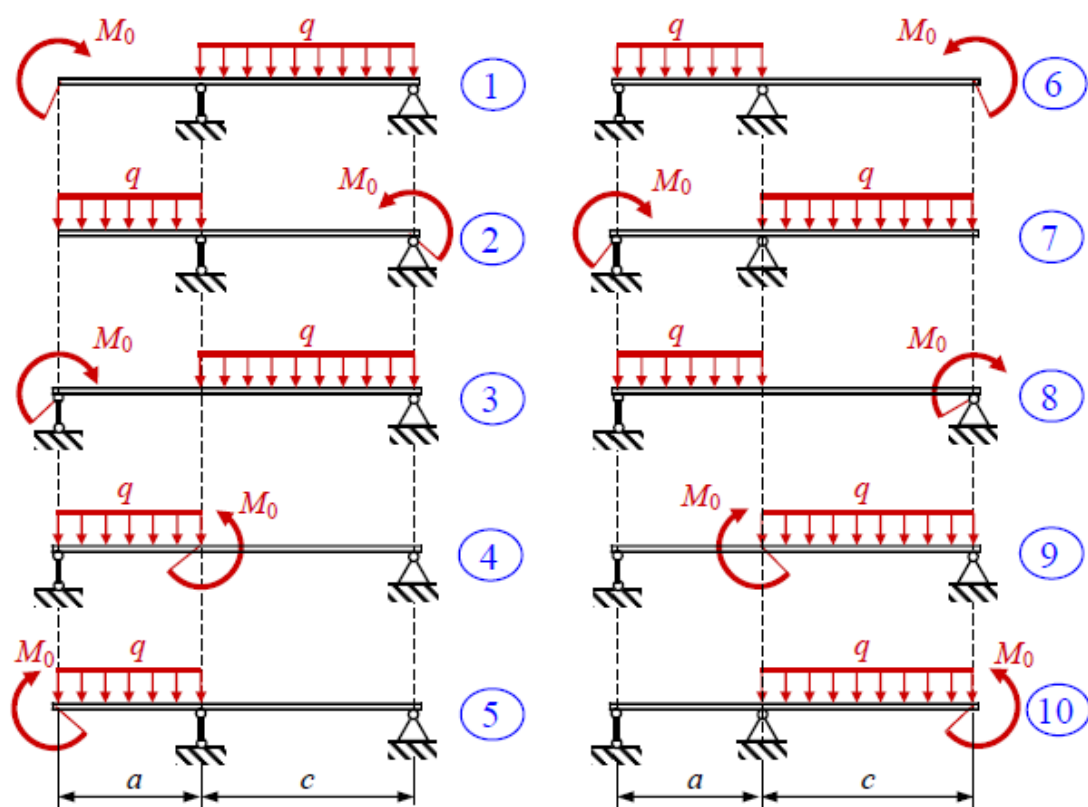 M₀ q 1
q M₀ 2
M₀ q 3
q M₀ 4
M₀ q 5
a c
q M₀ 6
M₀ q 7
q M₀ 8
M₀ q 9
q M₀ 10
a c